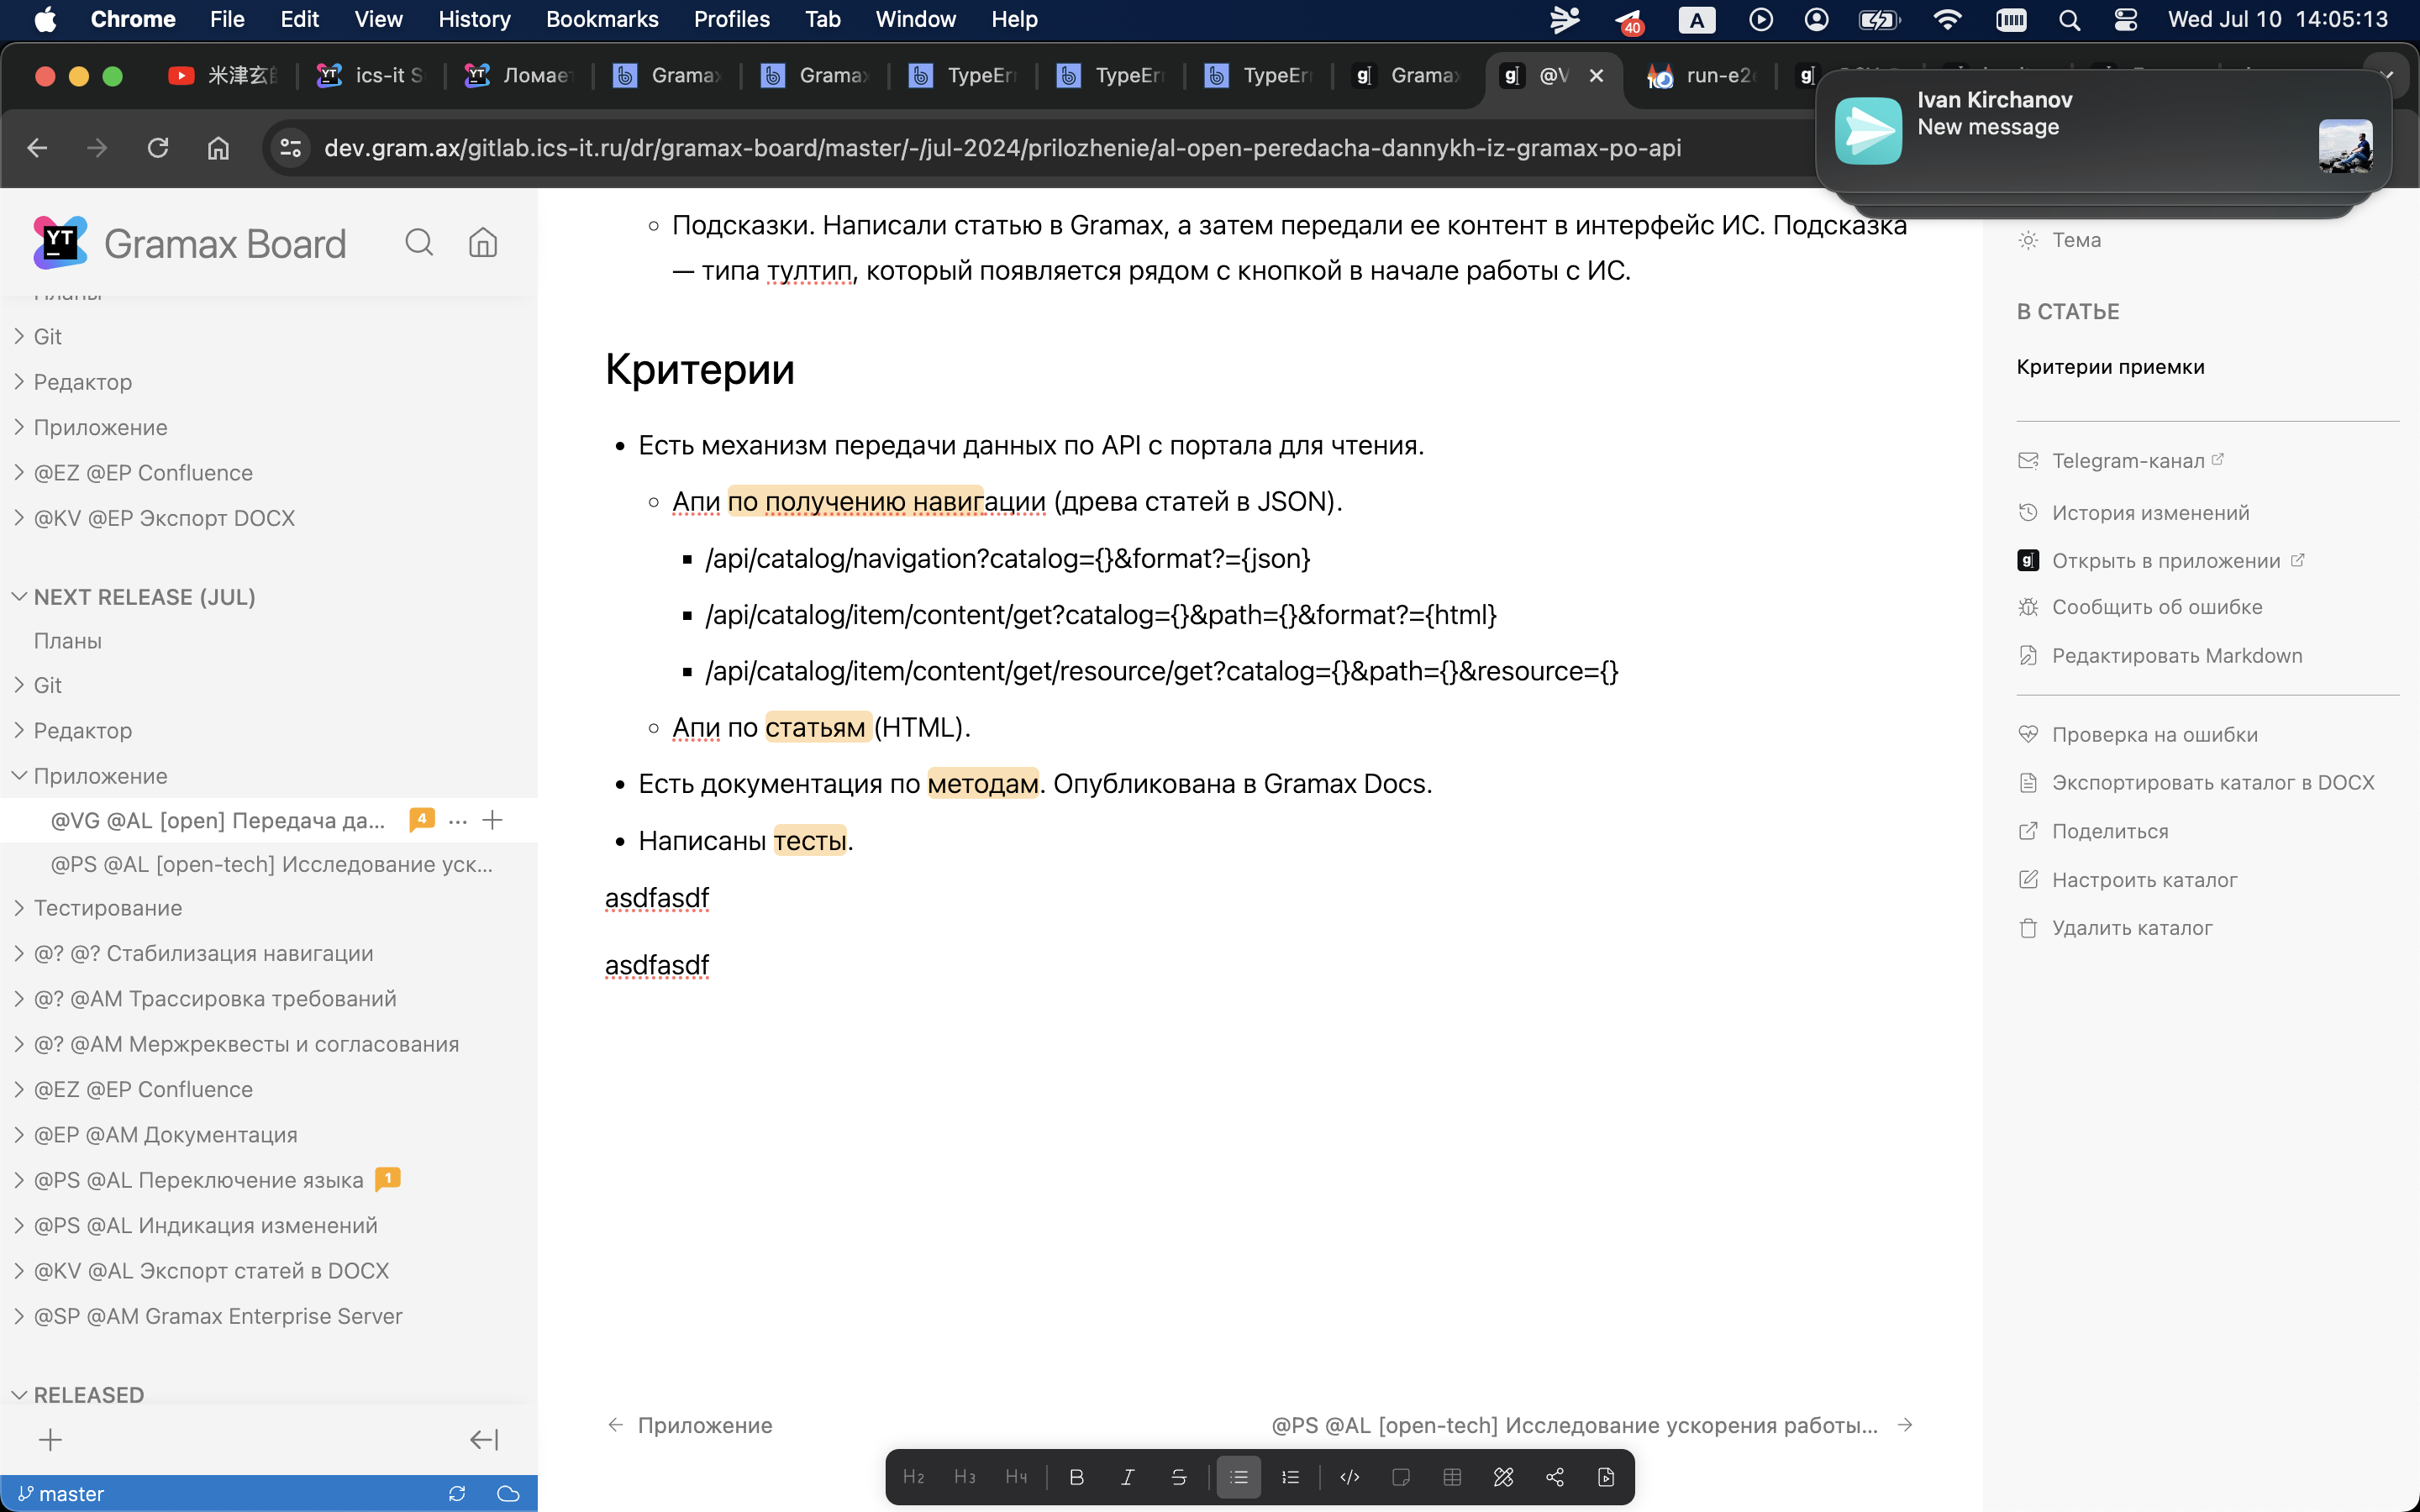 Chrome File Edit View History Bookmarks Profiles Tab Window Help 40 A Wed Jul 10 14:05:13
米津玄 ics-it S Ломае Grama TypeEr TypeEr TypeEr Grama @V run-e2
dev.gram.ax/gitlab.ics-it.ru/dr/gramax-board/master/-/jul-2024/prilozhenie/al-open-peredacha-dannykh-iz-gramax-po-api
Ivan Kirchanov
New message
YT Gramax Board
Планы
Git
Редактор
Приложение
@EZ @EP Confluence
@KV @EP Экспорт DOCX
NEXT RELEASE (JUL)
Планы
Git
Редактор
Приложение
@VG @AL [open] Передача да... 4
@PS @AL [open-tech] Исследование уск...
Тестирование
@? @? Стабилизация навигации
@? @AM Трассировка требований
@? @AM Мержреквесты и согласования
@EZ @EP Confluence
@EP @AM Документация
@PS @AL Переключение языка 1
@PS @AL Индикация изменений
@KV @AL Экспорт статей в DOCX
@SP @AM Gramax Enterprise Server
RELEASED
master
Подсказки. Написали статью в Gramax, а затем передали ее контент в интерфейс ИС. Подсказка
— типа тултип, который появляется рядом с кнопкой в начале работы с ИС.
Критерии
Есть механизм передачи данных по API с портала для чтения.
Апи по получению навигации (древа статей в JSON).
/api/catalog/navigation?catalog={}&format?={json}
/api/catalog/item/content/get?catalog={}&path={}&format?={html}
/api/catalog/item/content/get/resource/get?catalog={}&path={}&resource={}
Апи по статьям (HTML).
Есть документация по методам. Опубликована в Gramax Docs.
Написаны тесты.
asdfasdf
asdfasdf
Приложение
@PS @AL [open-tech] Исследование ускорения работы...
H2 H3 H4 B I S
Тема
В СТАТЬЕ
Критерии приемки
Telegram-канал
История изменений
Открыть в приложении
Сообщить об ошибке
Редактировать Markdown
Проверка на ошибки
Экспортировать каталог в DOCX
Поделиться
Настроить каталог
Удалить каталог